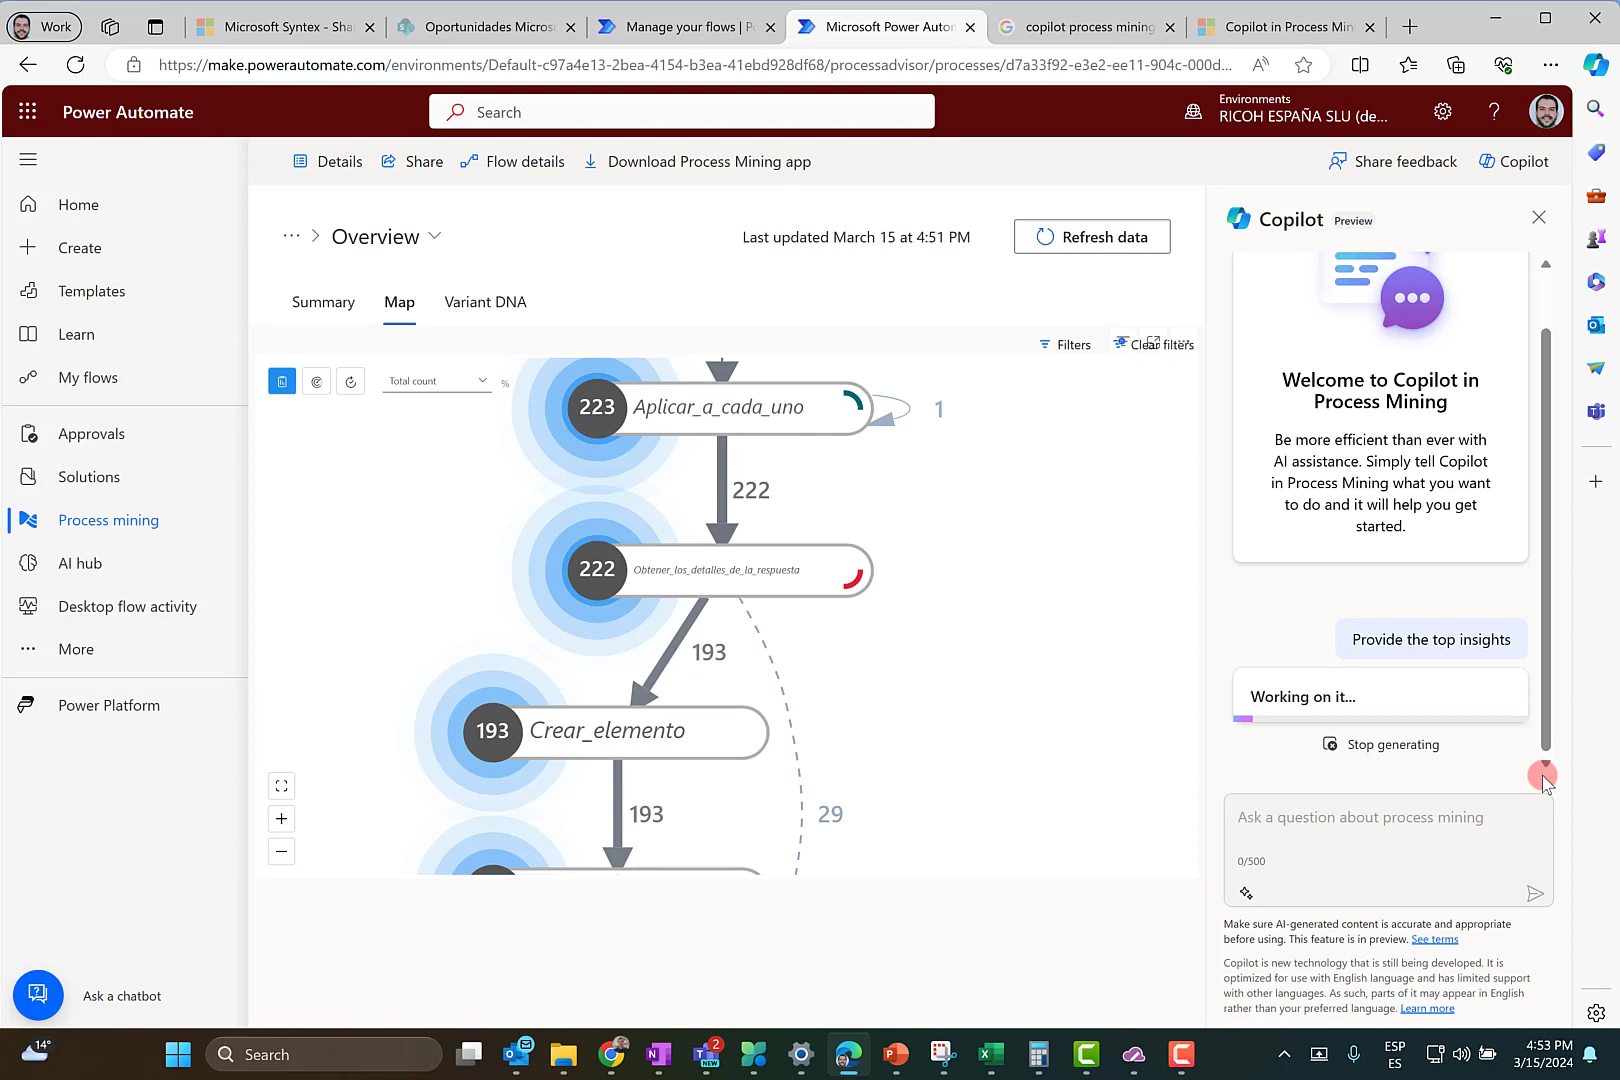 Work
Microsoft Syntex - Sha
Oportunidades Micros
Manage your flows | P
Microsoft Power Autom
copilot process mining
Copilot in Process Min
https://make.powerautomate.com/environments/Default-c97a4e13-2bea-4154-b3ea-41ebd928df68/processadvisor/processes/d7a33f92-e3e2-ee11-904c-000d...
Power Automate
Search
Environments
RICOH ESPAÑA SLU (de...
Details
Share
Flow details
Download Process Mining app
Share feedback
Copilot
Home
Create
Templates
Learn
My flows
Approvals
Solutions
Process mining
AI hub
Desktop flow activity
More
Power Platform
Ask a chatbot
Overview
Last updated March 15 at 4:51 PM
Refresh data
Summary
Map
Variant DNA
Filters
Clear filters
Total count
%
223
Aplicar_a_cada_uno
1
222
222
Obtener_los_detalles_de_la_respuesta
193
193
Crear_elemento
193
29
Copilot Preview
Welcome to Copilot in
Process Mining
Be more efficient than ever with
AI assistance. Simply tell Copilot
in Process Mining what you want
to do and it will help you get
started.
Provide the top insights
Working on it...
Stop generating
Ask a question about process mining
0/500
Make sure AI-generated content is accurate and appropriate
before using. This feature is in preview. See terms
Copilot is new technology that is still being developed. It is
optimized for use with English language and has limited support
with other languages. As such, parts of it may appear in English
rather than your preferred language. Learn more
14°
Search
2
NEW
ESP
ES
4:53 PM
3/15/2024